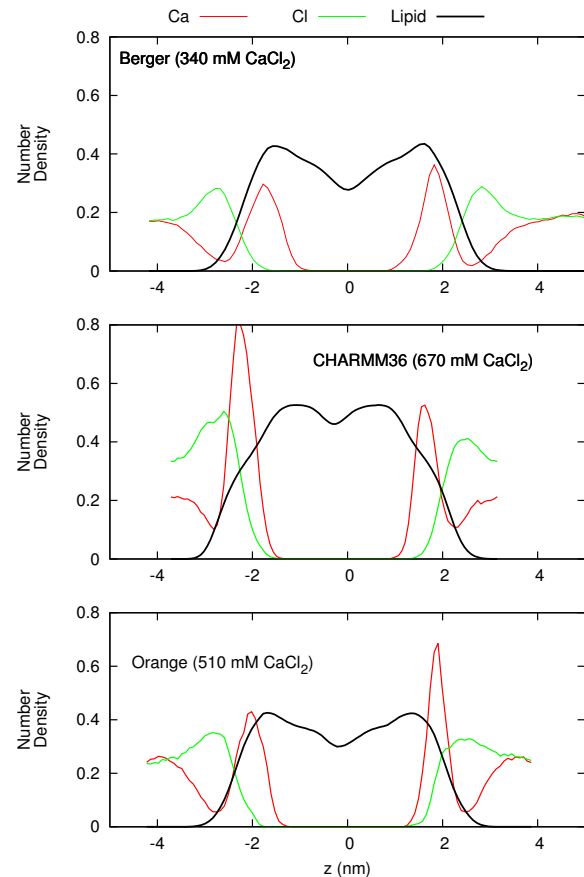 Ca Cl Lipid
Berger (340 mM CaCl₂)
Number
Density
0.8
0.6
0.4
0.2
0
-4 -2 0 2 4
CHARMM36 (670 mM CaCl₂)
Number
Density
0.8
0.6
0.4
0.2
0
-4 -2 0 2 4
Orange (510 mM CaCl₂)
Number
Density
0.8
0.6
0.4
0.2
0
-4 -2 0 2 4
z (nm)